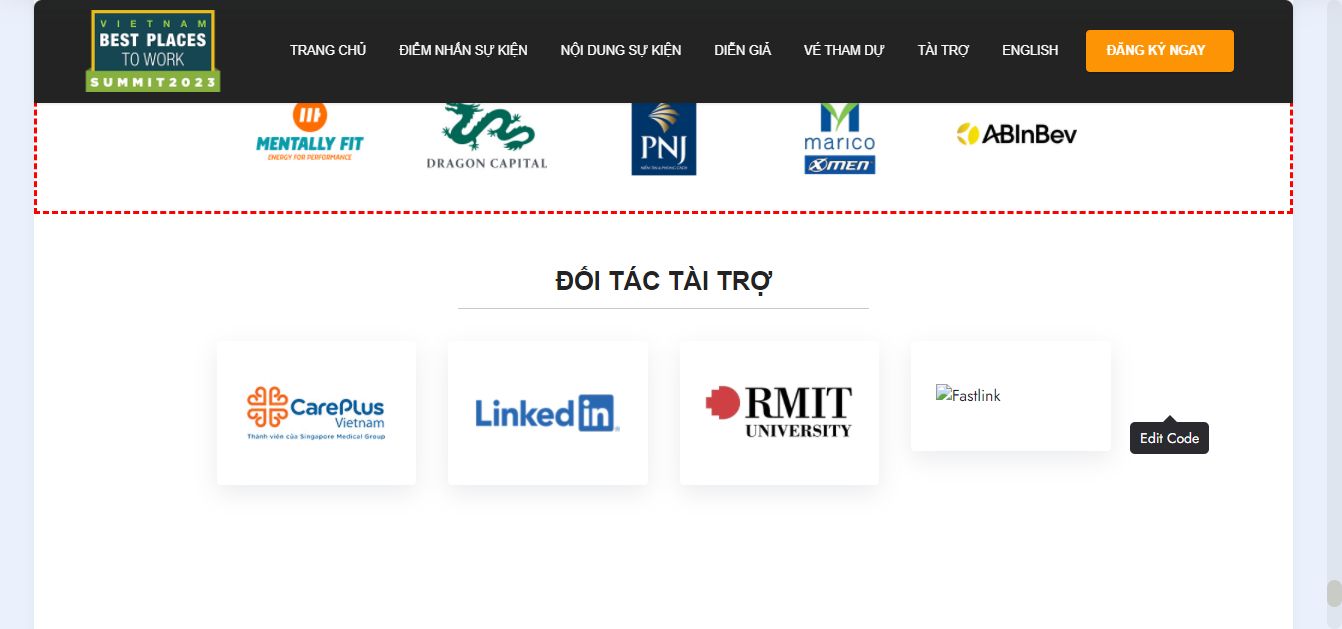 VIETNAM
BEST PLACES
TO WORK
SUMMIT2023
TRANG CHỦ
ĐIỂM NHẤN SỰ KIỆN
NỘI DUNG SỰ KIỆN
DIỄN GIẢ
VÉ THAM DỰ
TÀI TRỢ
ENGLISH
ĐĂNG KÝ NGAY
MENTALLY FIT
ENERGY FOR PERFORMANCE
DRAGON CAPITAL
PNJ
marico
XMEN
ABInBev
ĐỐI TÁC TÀI TRỢ
CarePlus
Vietnam
Thành viên của Singapore Medical Group
Linkedin
RMIT
UNIVERSITY
Fastlink
Edit Code